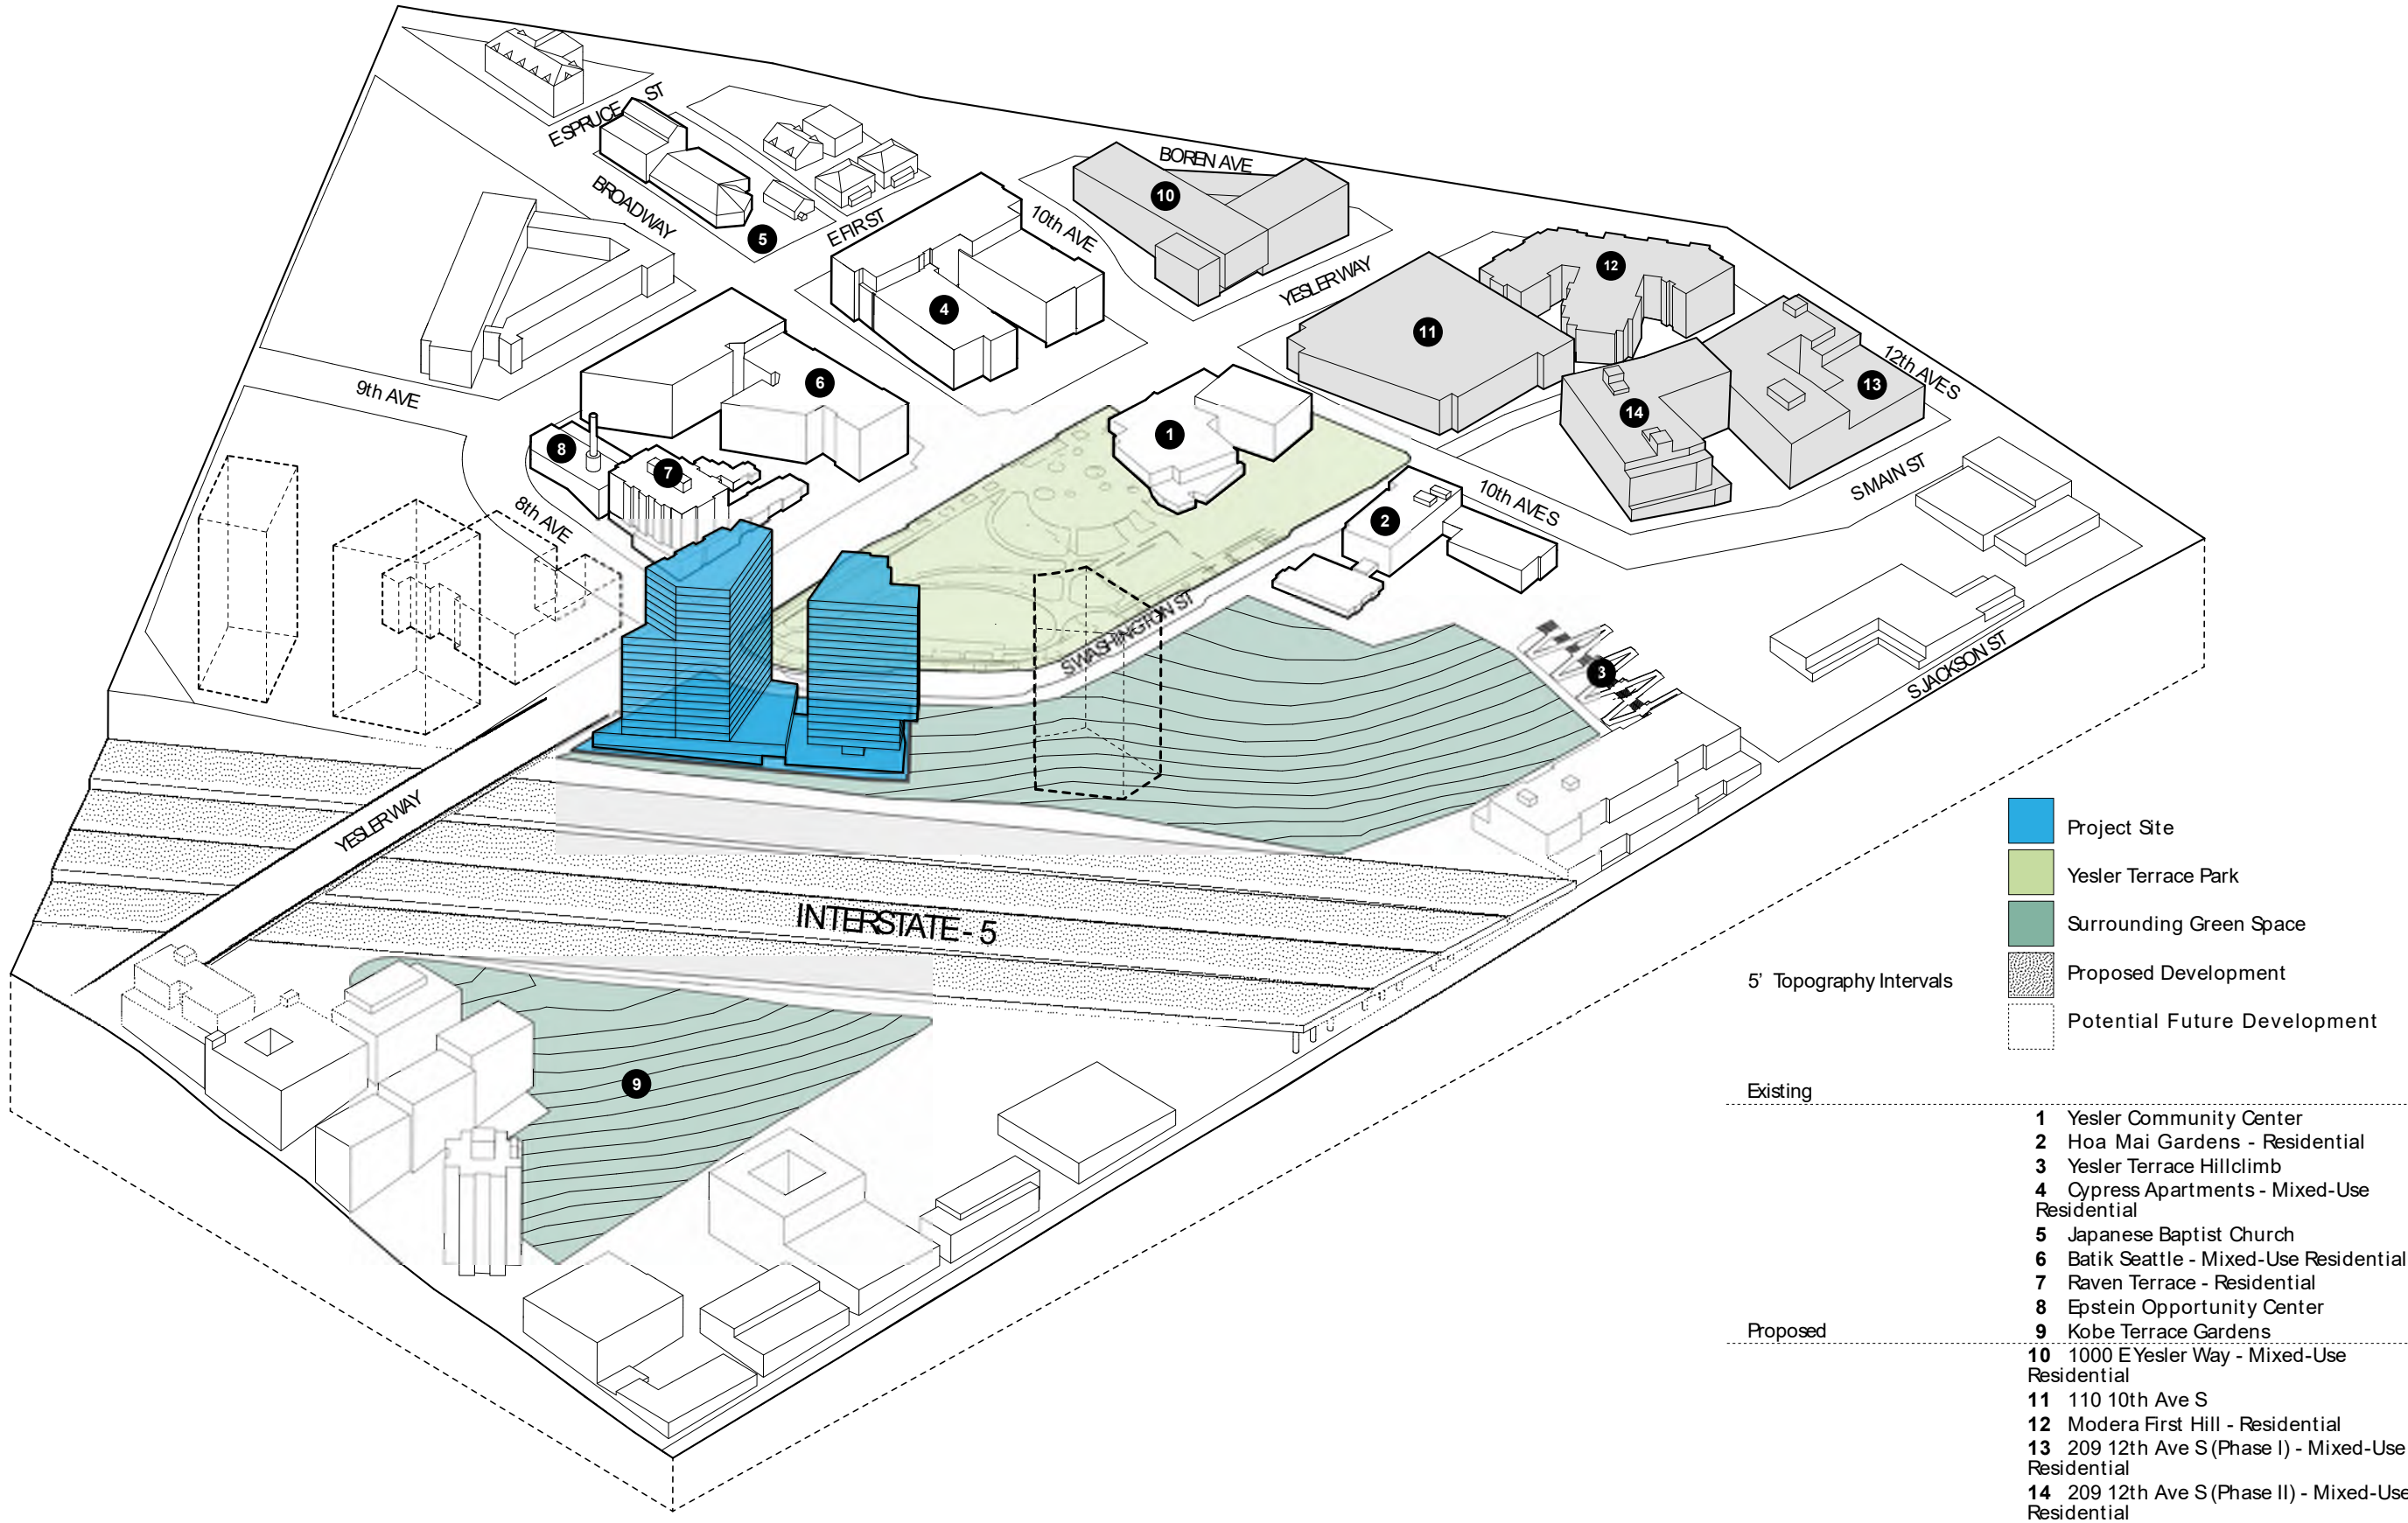 E SPRUCE ST
BROADWAY
5
E FIR ST
10th AVE
BOREN AVE
10
YESLER WAY
12
11
4
12th AVE S
13
14
9th AVE
6
8
7
1
8th AVE
10th AVE S
S MAIN ST
2
S WASHINGTON ST
3
S JACKSON ST
YESLER WAY
INTERSTATE - 5
9
Project Site
Yesler Terrace Park
Surrounding Green Space
5' Topography Intervals
Proposed Development
Potential Future Development
Existing
1 Yesler Community Center
2 Hoa Mai Gardens - Residential
3 Yesler Terrace Hillclimb
4 Cypress Apartments - Mixed-Use
Residential
5 Japanese Baptist Church
6 Batik Seattle - Mixed-Use Residential
7 Raven Terrace - Residential
8 Epstein Opportunity Center
9 Kobe Terrace Gardens
Proposed
10 1000 E Yesler Way - Mixed-Use
Residential
11 110 10th Ave S
12 Modera First Hill - Residential
13 209 12th Ave S (Phase I) - Mixed-Use
Residential
14 209 12th Ave S (Phase II) - Mixed-Use
Residential